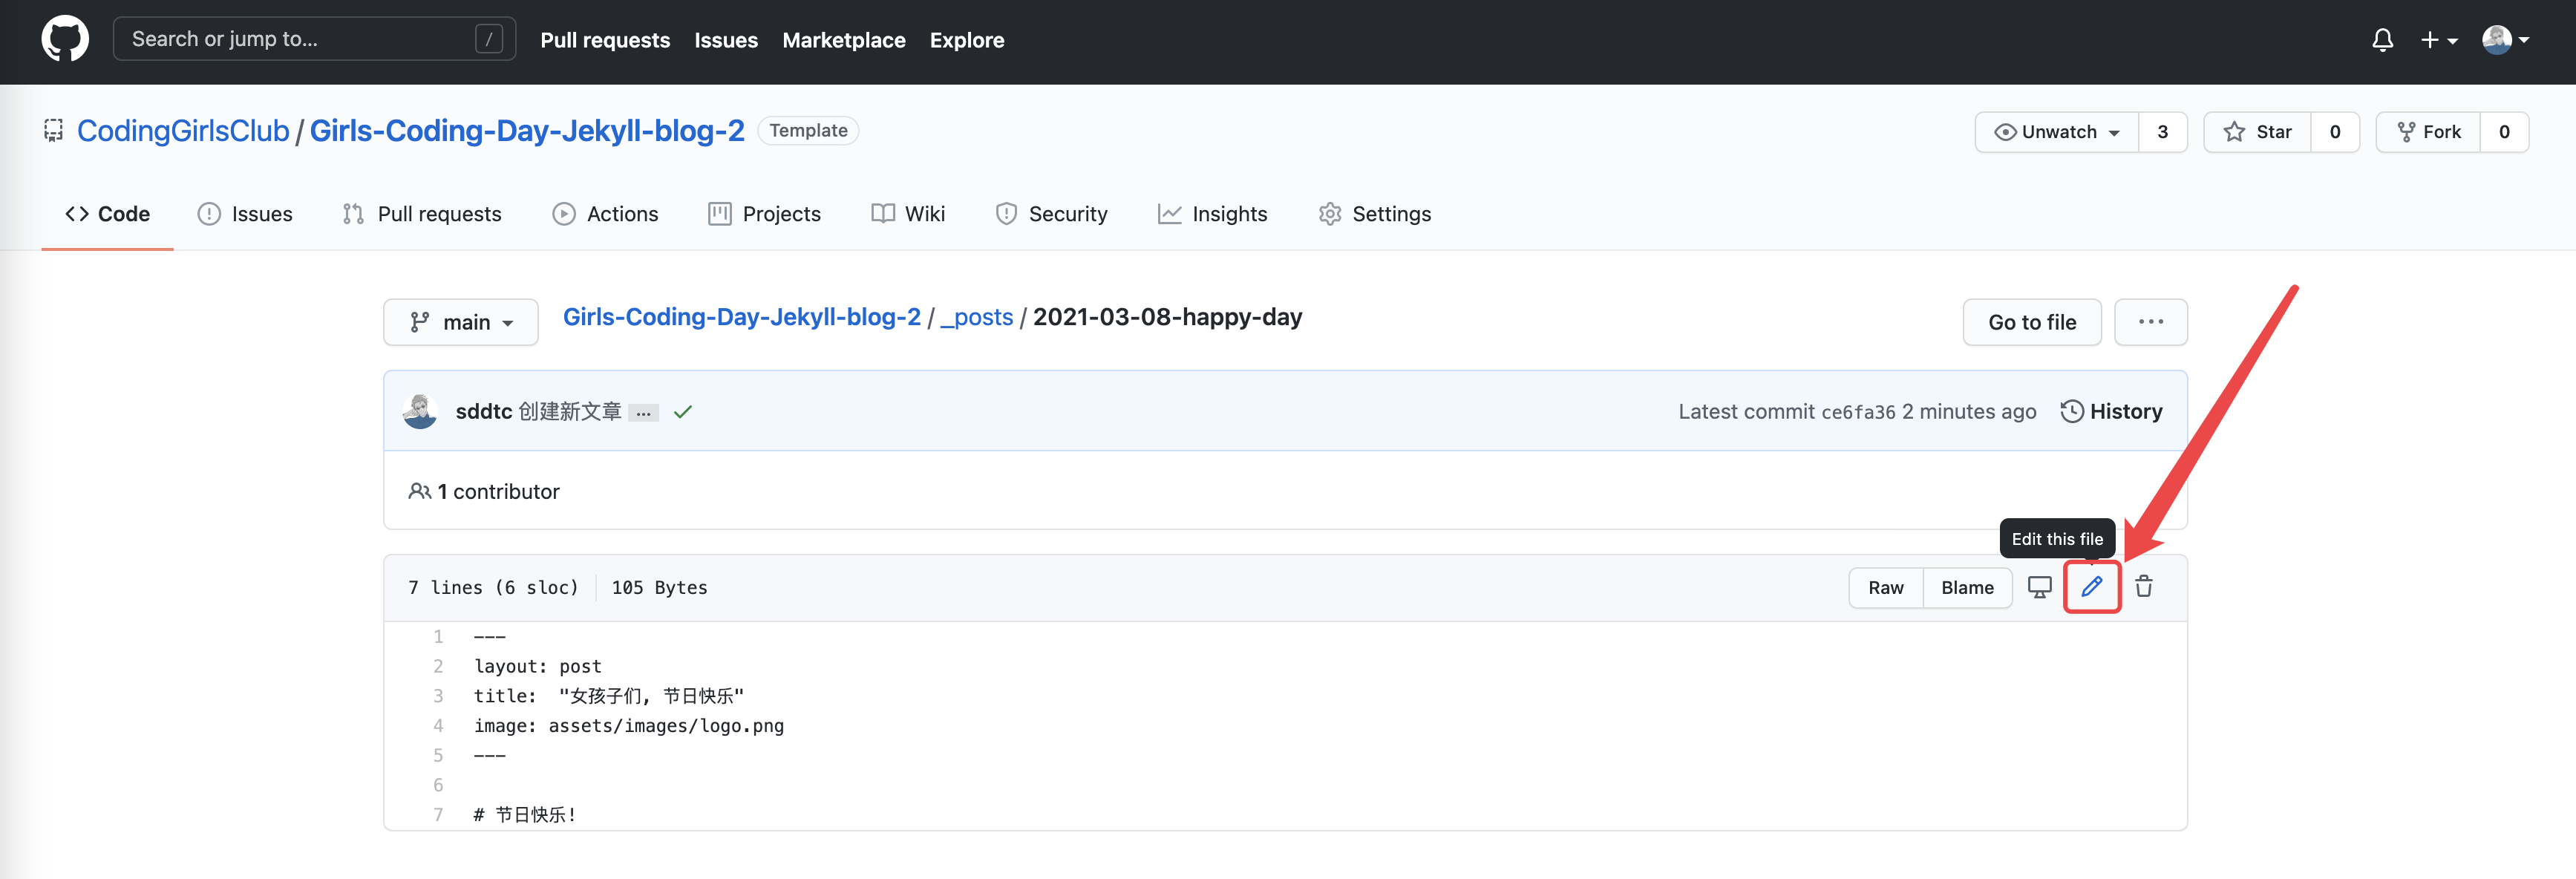 Search or jump to... / Pull requests Issues Marketplace Explore
CodingGirlsClub / Girls-Coding-Day-Jekyll-blog-2 Template Unwatch 3 Star 0 Fork 0
Code Issues Pull requests Actions Projects Wiki Security Insights Settings
main Girls-Coding-Day-Jekyll-blog-2 / _posts / 2021-03-08-happy-day Go to file ...
sddtc 创建新文章 ... Latest commit ce6fa36 2 minutes ago History
1 contributor
Edit this file
7 lines (6 sloc) 105 Bytes Raw Blame
1 ---
2 layout: post
3 title:  "女孩子们, 节日快乐"
4 image: assets/images/logo.png
5 ---
6
7 # 节日快乐!